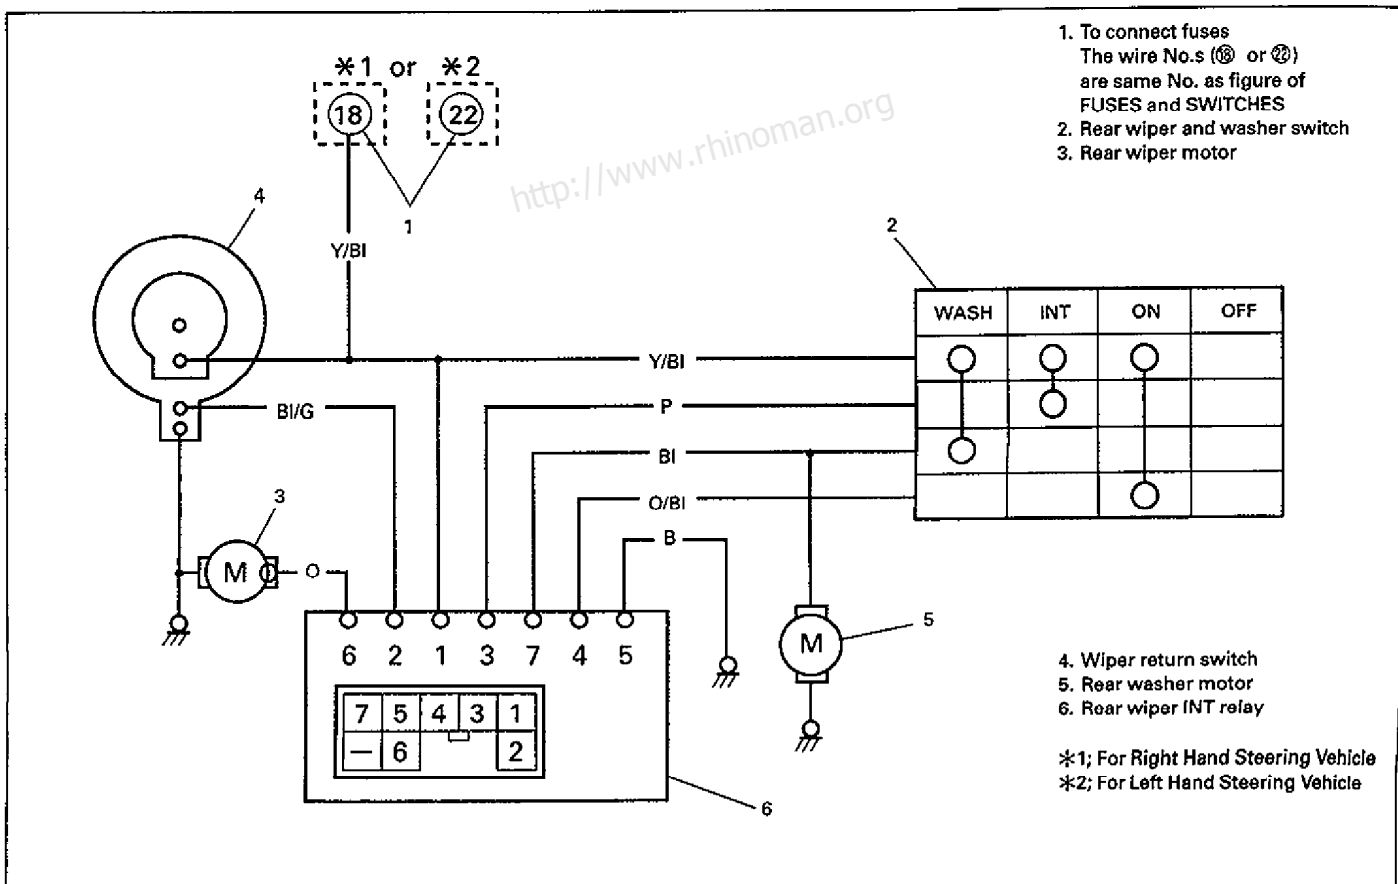 1. To connect fuses
The wire No.s (⑱ or ㉒)
are same No. as figure of
FUSES and SWITCHES
2. Rear wiper and washer switch
3. Rear wiper motor
*1 or *2
18 22
http://www.rhinoman.org
4
1
2
Y/Bl
WASH INT ON OFF
Y/Bl
Bl/G
P
Bl
O/Bl
B
3
M
O
5
M
6 2 1 3 7 4 5
7 5 4 3 1
— 6 2
6
4. Wiper return switch
5. Rear washer motor
6. Rear wiper INT relay
*1; For Right Hand Steering Vehicle
*2; For Left Hand Steering Vehicle